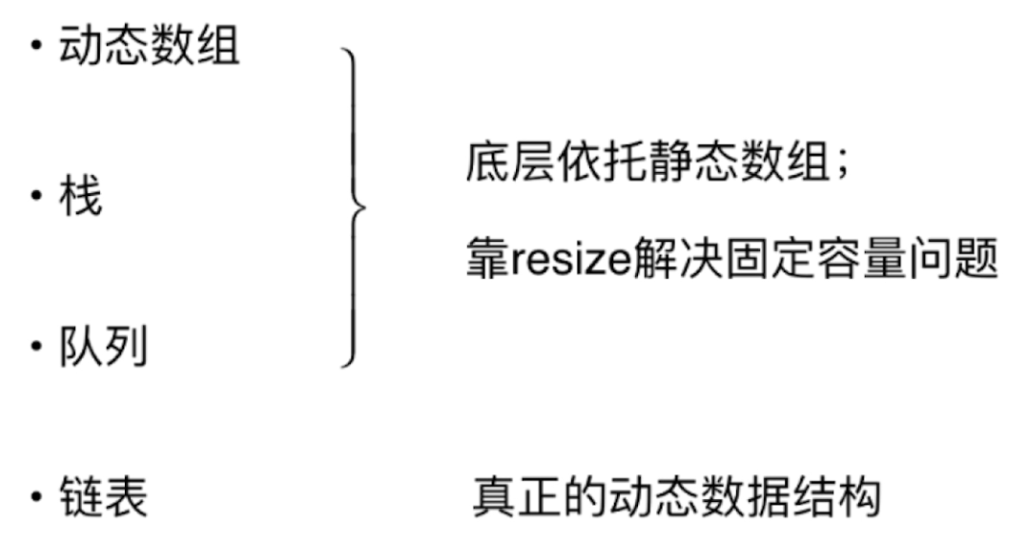 • 动态数组
• 栈
底层依托静态数组；
靠resize解决固定容量问题
• 队列
• 链表
真正的动态数据结构